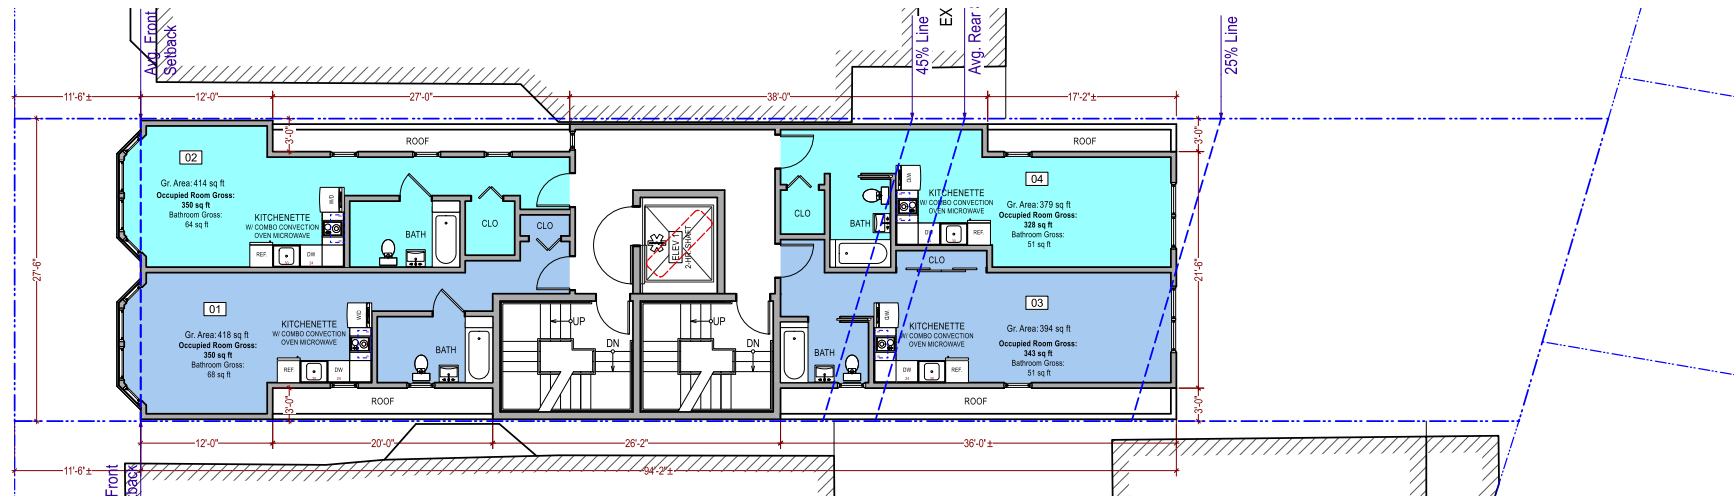 Avg. Front
Setback
45% Line
EX
Avg. Rear
25% Line
11'-6"±
12'-0"
27'-0"
38'-0"
17'-2"±
3'-0"
ROOF
ROOF
3'-0"
02
Gr. Area: 414 sq ft
Occupied Room Gross:
350 sq ft
Bathroom Gross:
64 sq ft
KITCHENETTE
W/ COMBO CONVECTION
OVEN MICROWAVE
W/D
REF.
DW
BATH
CLO
CLO
ELEV 1
2-HR SHAFT
CLO
BATH
W/D
KITCHENETTE
W/ COMBO CONVECTION
OVEN MICROWAVE
DW
REF.
04
Gr. Area: 379 sq ft
Occupied Room Gross:
328 sq ft
Bathroom Gross:
51 sq ft
27'-6"
21'-6"
01
Gr. Area: 418 sq ft
Occupied Room Gross:
350 sq ft
Bathroom Gross:
68 sq ft
KITCHENETTE
W/ COMBO CONVECTION
OVEN MICROWAVE
W/D
REF.
DW
BATH
UP
DN
UP
DN
CLO
BATH
W/D
KITCHENETTE
W/ COMBO CONVECTION
OVEN MICROWAVE
DW
REF.
03
Gr. Area: 394 sq ft
Occupied Room Gross:
343 sq ft
Bathroom Gross:
51 sq ft
3'-0"
ROOF
ROOF
3'-0"
12'-0"
20'-0"
26'-2"
36'-0"±
11'-6"±
94'-2"±
Front